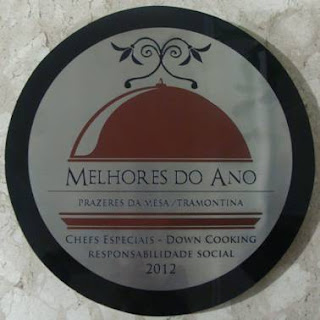 MELHORES DO ANO
PRAZERES DA MESA/TRAMONTINA
CHEFS ESPECIAIS - DOWN COOKING
RESPONSABILIDADE SOCIAL
2012